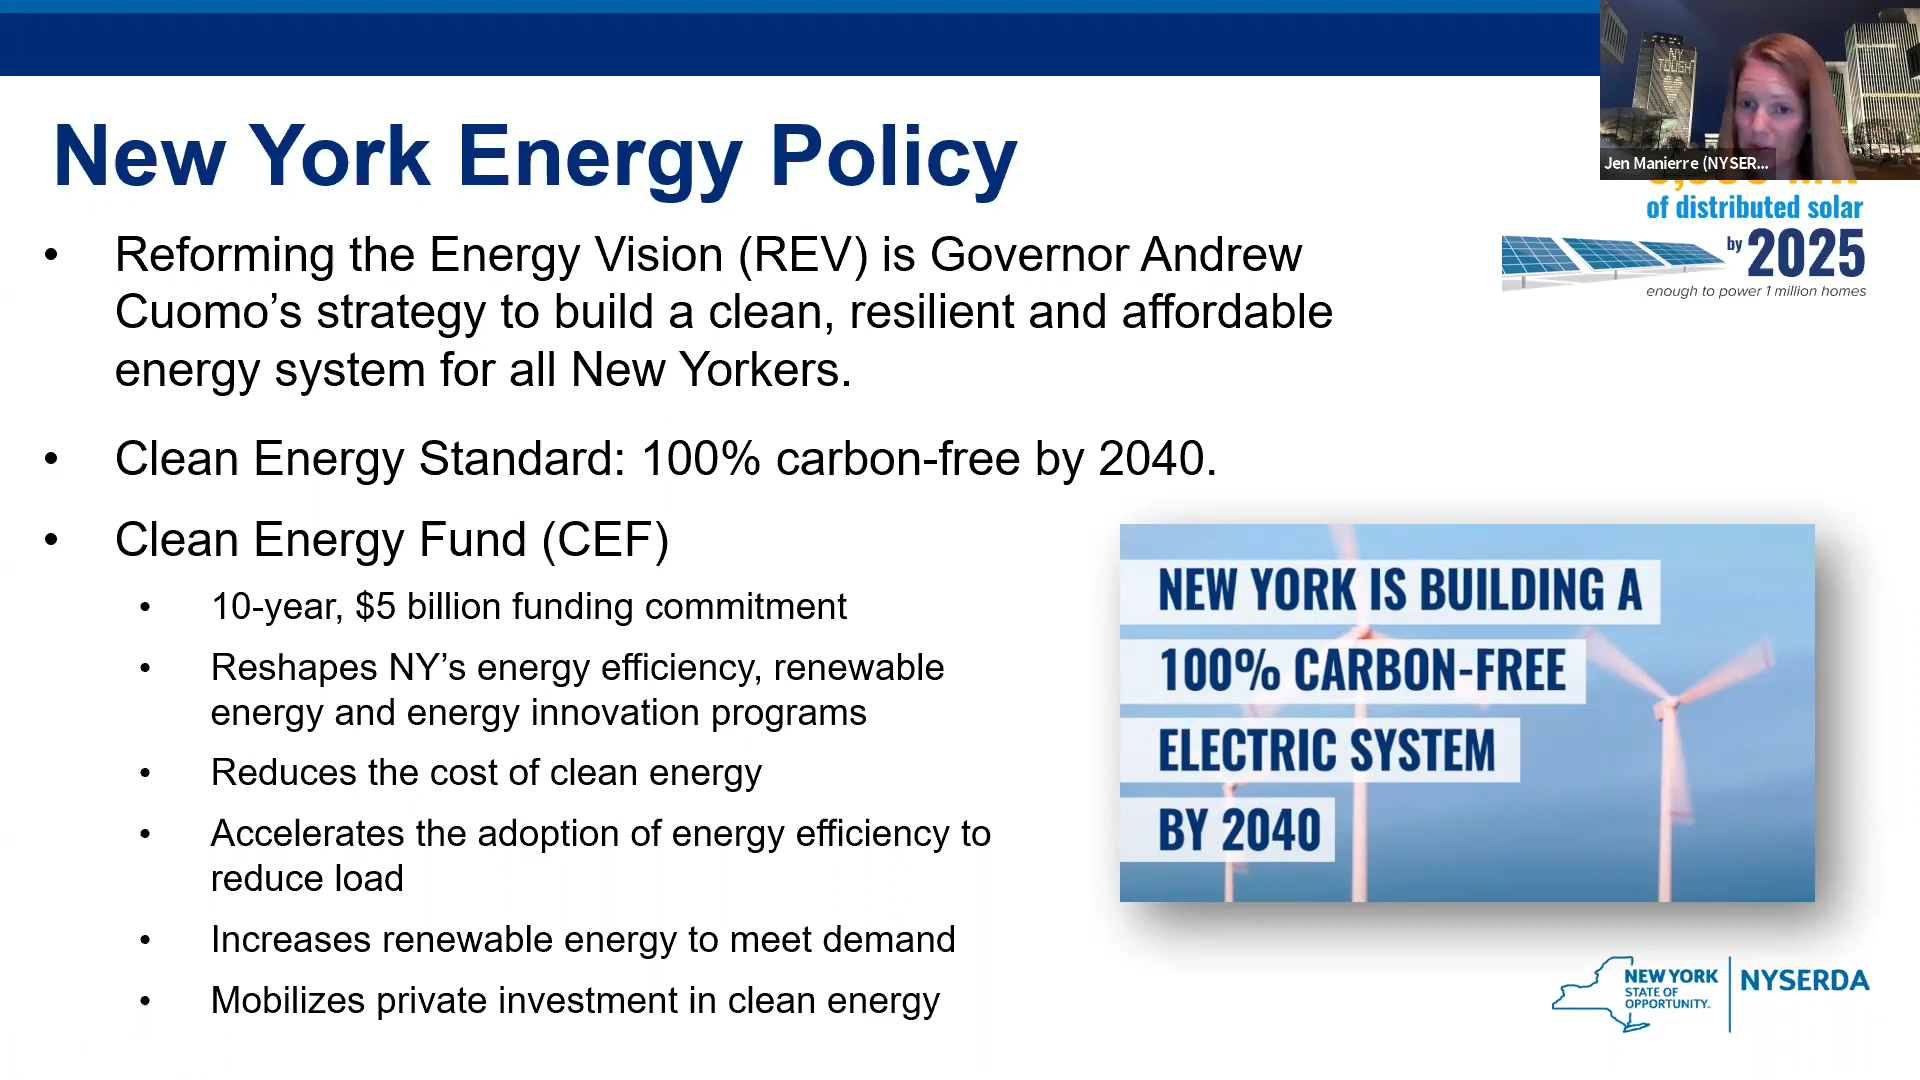 New York Energy Policy
• Reforming the Energy Vision (REV) is Governor Andrew
Cuomo’s strategy to build a clean, resilient and affordable
energy system for all New Yorkers.
• Clean Energy Standard: 100% carbon-free by 2040.
• Clean Energy Fund (CEF)
• 10-year, $5 billion funding commitment
• Reshapes NY’s energy efficiency, renewable
energy and energy innovation programs
• Reduces the cost of clean energy
• Accelerates the adoption of energy efficiency to
reduce load
• Increases renewable energy to meet demand
• Mobilizes private investment in clean energy
NY
TOUGH
Jen Manierre (NYSER...
of distributed solar
by 2025
enough to power 1 million homes
NEW YORK IS BUILDING A
100% CARBON-FREE
ELECTRIC SYSTEM
BY 2040
NEW YORK
STATE OF
OPPORTUNITY.
NYSERDA